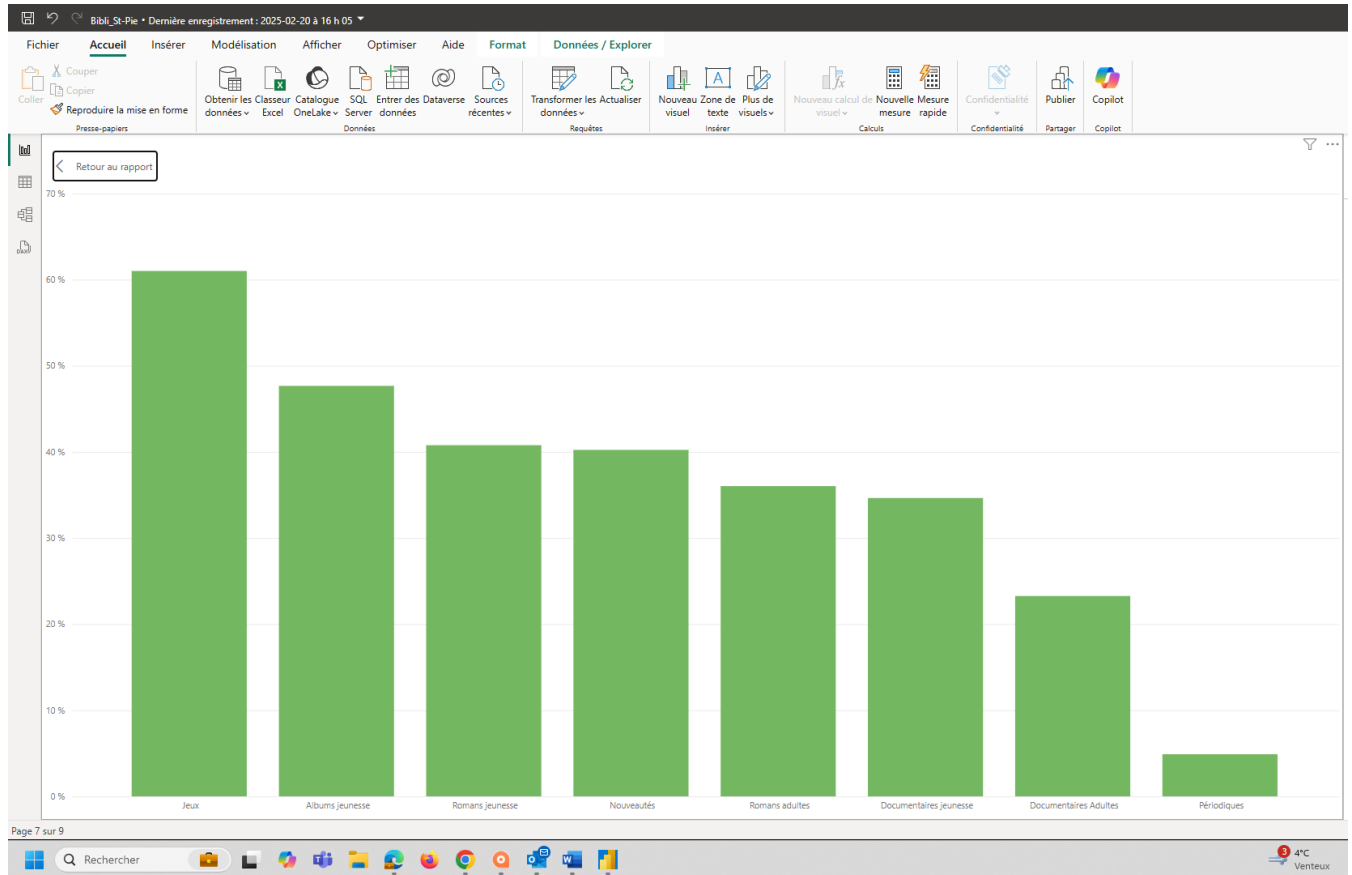 Bibli_St-Pie • Dernière enregistrement : 2025-02-20 à 16 h 05
Fichier Accueil Insérer Modélisation Afficher Optimiser Aide Format Données / Explorer
Coller
Couper
Copier
Reproduire la mise en forme
Presse-papiers
Obtenir les données
Classeur Excel
Catalogue OneLake
SQL Server
Entrer des données
Dataverse
Sources récentes
Données
Transformer les données
Actualiser
Requêtes
Nouveau visuel
A
Zone de texte
Plus de visuels
Insérer
Nouveau calcul de visuel
Nouvelle mesure
Mesure rapide
Calculs
Confidentialité
Confidentialité
Publier
Partager
Copilot
Copilot
Retour au rapport
70 %
60 %
50 %
40 %
30 %
20 %
10 %
0 %
Jeux Albums jeunesse Romans jeunesse Nouveautés Romans adultes Documentaires jeunesse Documentaires Adultes Périodiques
Page 7 sur 9
Rechercher
3
4°C
Venteux